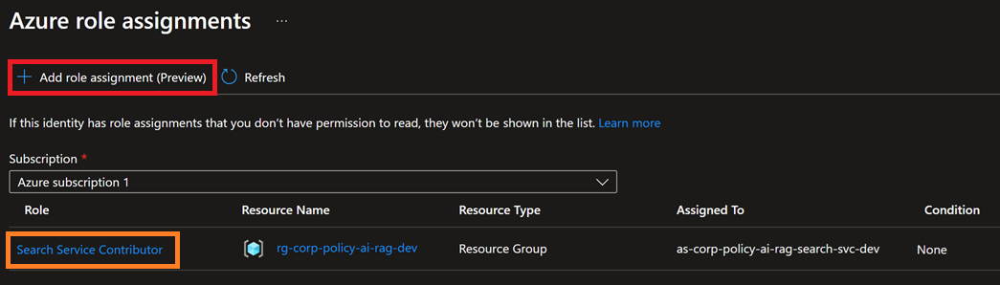 Azure role assignments ...
Add role assignment (Preview) Refresh
If this identity has role assignments that you don’t have permission to read, they won’t be shown in the list. Learn more
Subscription *
Azure subscription 1
Role Resource Name Resource Type Assigned To Condition
Search Service Contributor rg-corp-policy-ai-rag-dev Resource Group as-corp-policy-ai-rag-search-svc-dev None